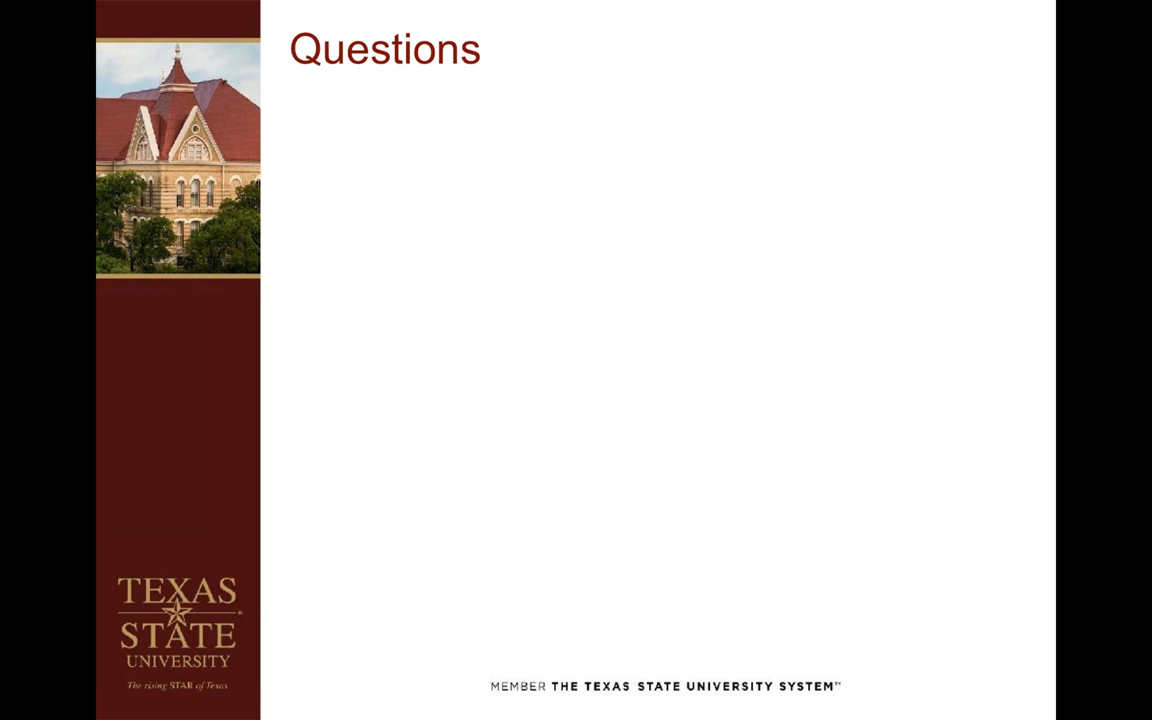 Questions
TEXAS
STATE
UNIVERSITY
The rising STAR of Texas
MEMBER THE TEXAS STATE UNIVERSITY SYSTEM™